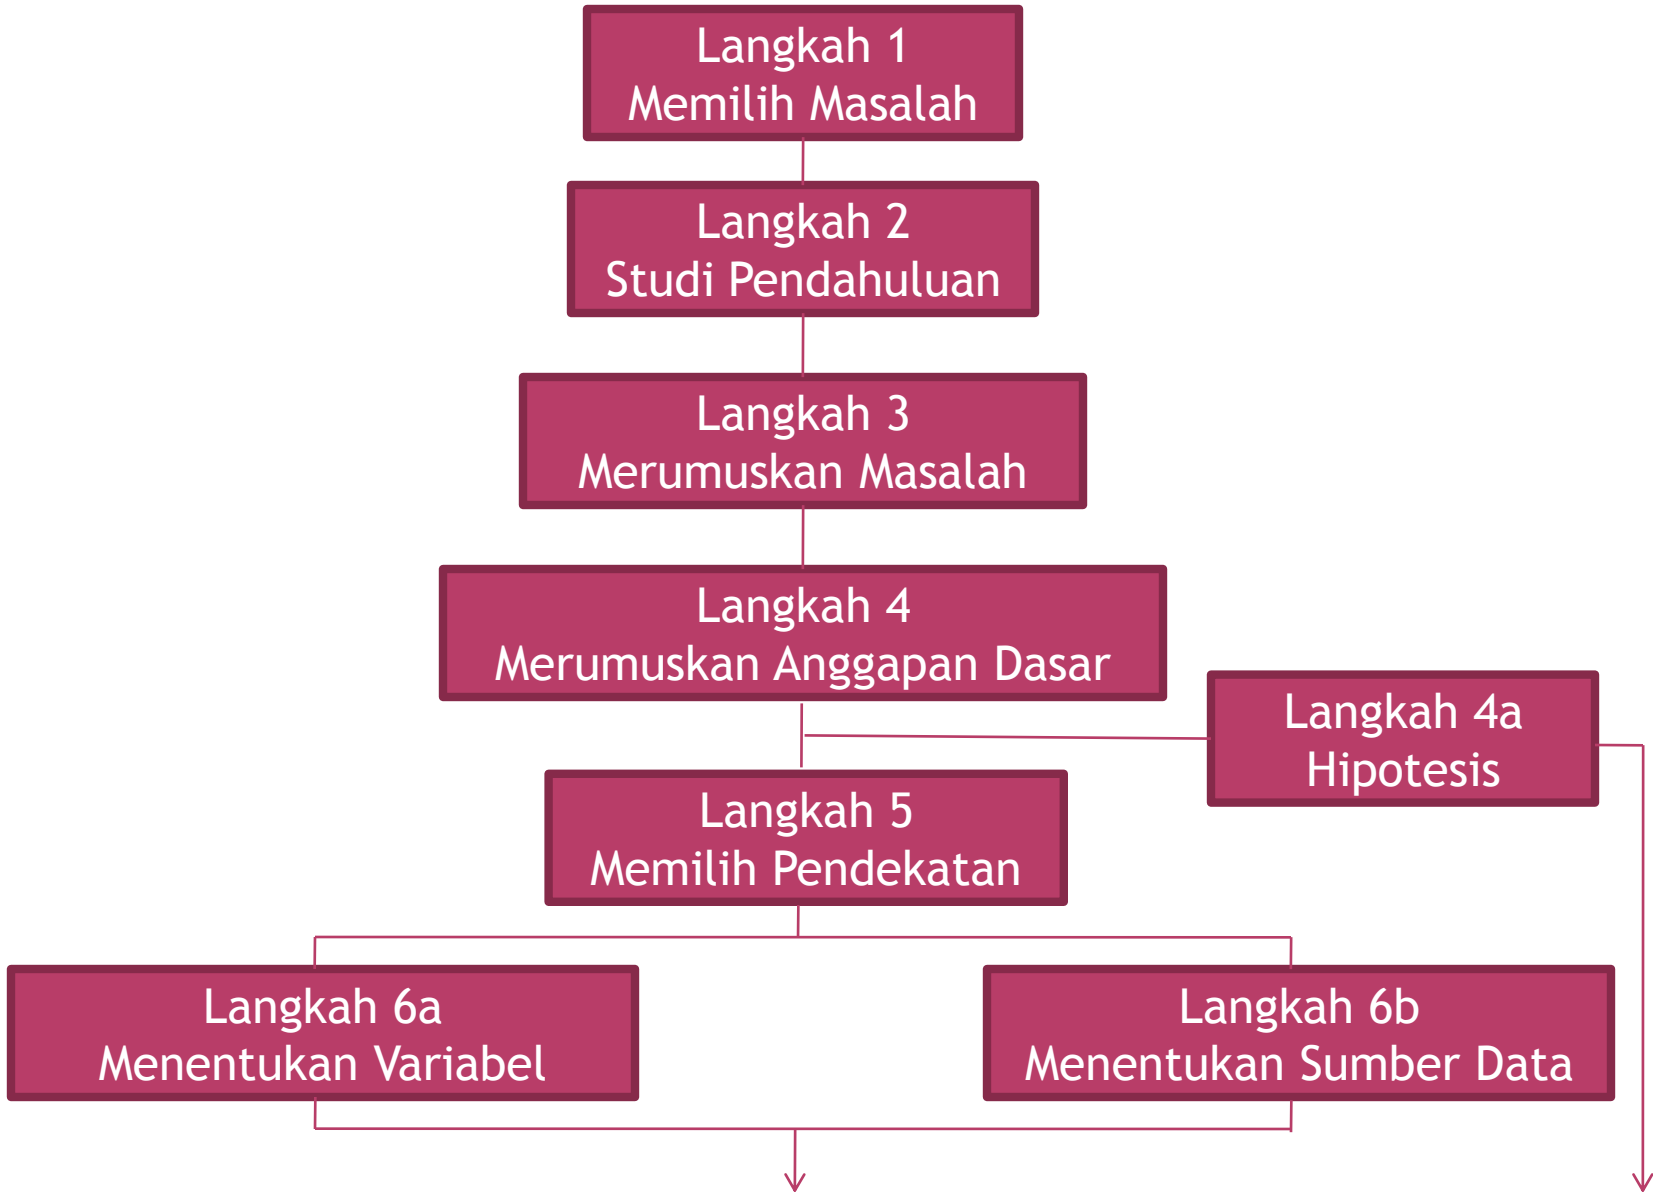 Langkah 1
Memilih Masalah
Langkah 2
Studi Pendahuluan
Langkah 3
Merumuskan Masalah
Langkah 4
Merumuskan Anggapan Dasar
Langkah 4a
Hipotesis
Langkah 5
Memilih Pendekatan
Langkah 6a
Menentukan Variabel
Langkah 6b
Menentukan Sumber Data